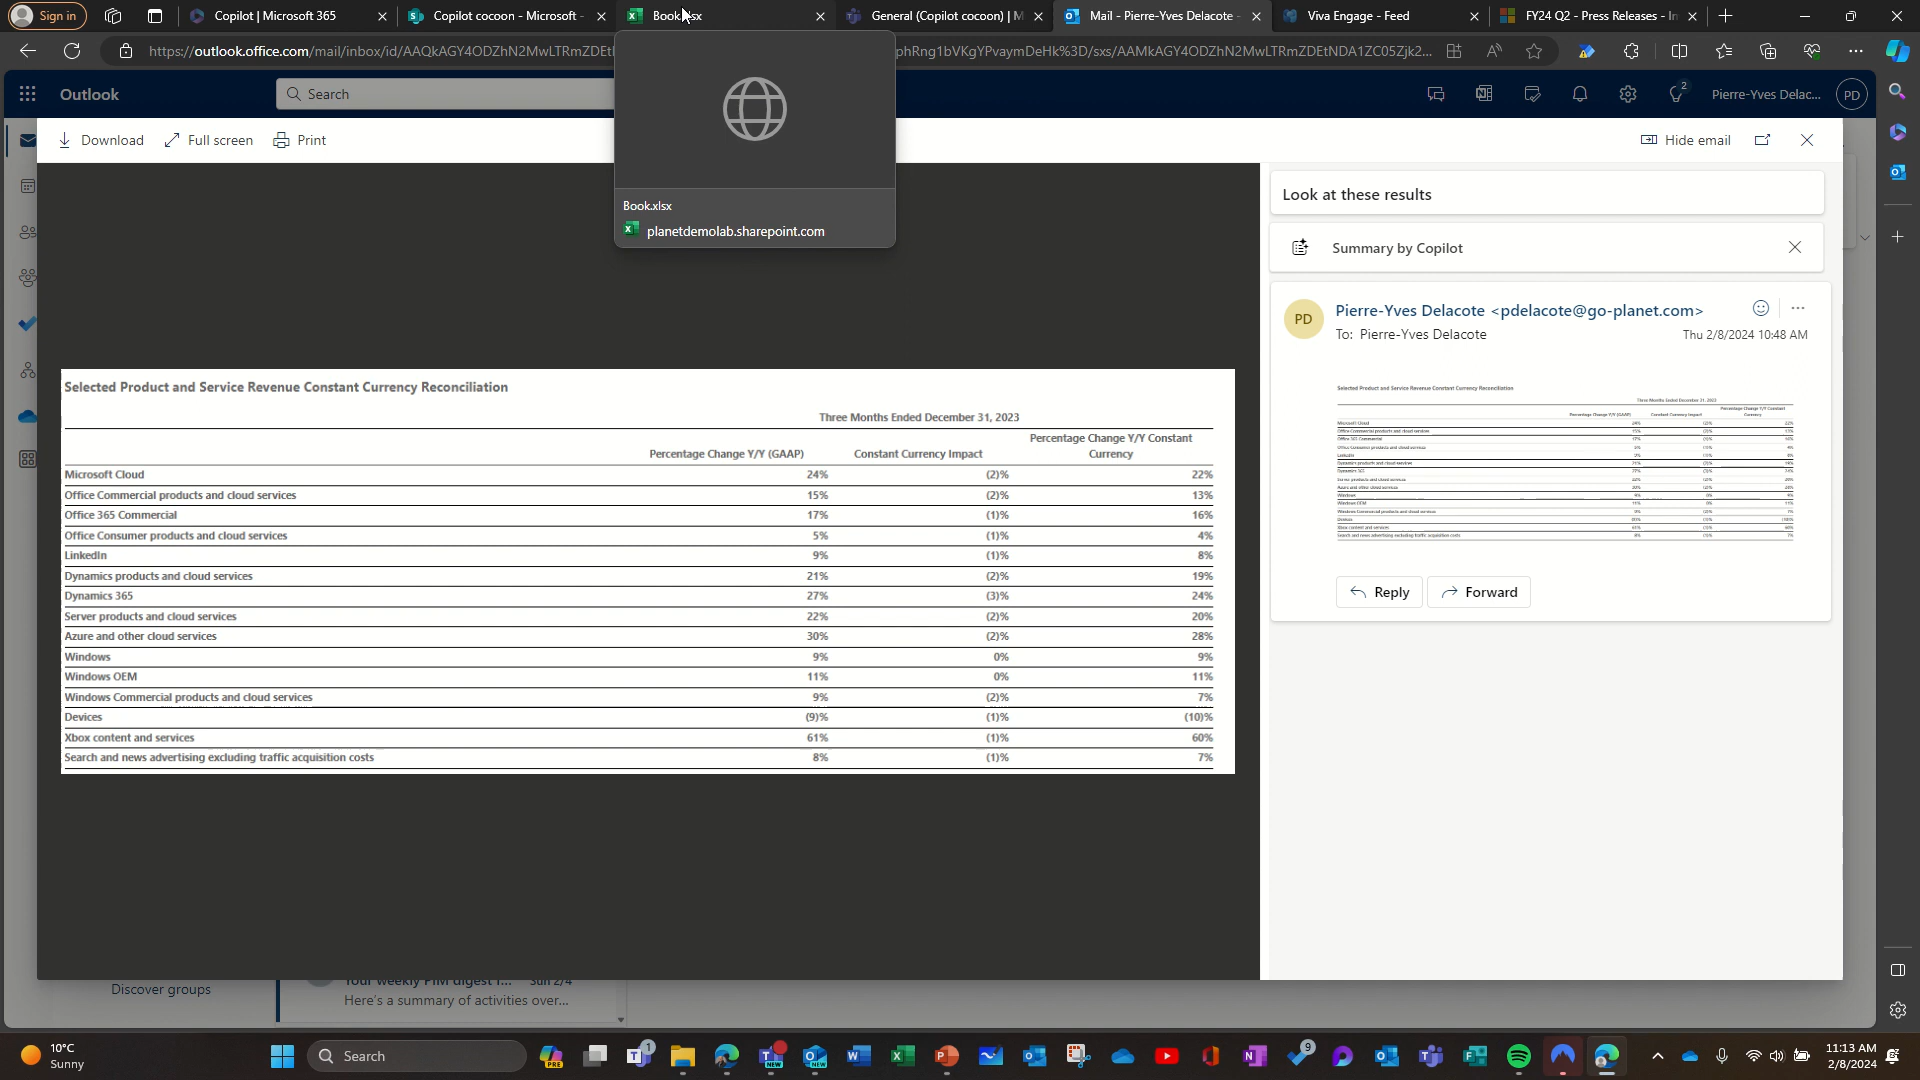 Sign in
Copilot | Microsoft 365
Copilot cocoon - Microsoft -
Book.xlsx
General (Copilot cocoon) | M
Mail - Pierre-Yves Delacote -
Viva Engage - Feed
FY24 Q2 - Press Releases - In
Outlook
Search
Pierre-Yves Delac...
PD
Download
Full screen
Print
Hide email
Book.xlsx
planetdemolab.sharepoint.com
Look at these results
Summary by Copilot
PD
Pierre-Yves Delacote <pdelacote@go-planet.com>
To: Pierre-Yves Delacote
Thu 2/8/2024 10:48 AM
Reply
Forward
Selected Product and Service Revenue Constant Currency Reconciliation
Three Months Ended December 31, 2023
Percentage Change Y/Y (GAAP) Constant Currency Impact Percentage Change Y/Y Constant Currency
Microsoft Cloud 24% (2)% 22%
Office Commercial products and cloud services 15% (2)% 13%
Office 365 Commercial 17% (1)% 16%
Office Consumer products and cloud services 5% (1)% 4%
LinkedIn 9% (1)% 8%
Dynamics products and cloud services 21% (2)% 19%
Dynamics 365 27% (3)% 24%
Server products and cloud services 22% (2)% 20%
Azure and other cloud services 30% (2)% 28%
Windows 9% 0% 9%
Windows OEM 11% 0% 11%
Windows Commercial products and cloud services 9% (2)% 7%
Devices (9)% (1)% (10)%
Xbox content and services 61% (1)% 60%
Search and news advertising excluding traffic acquisition costs 8% (1)% 7%
Discover groups
Here's a summary of activities over...
10°C
Sunny
Search
11:13 AM
2/8/2024